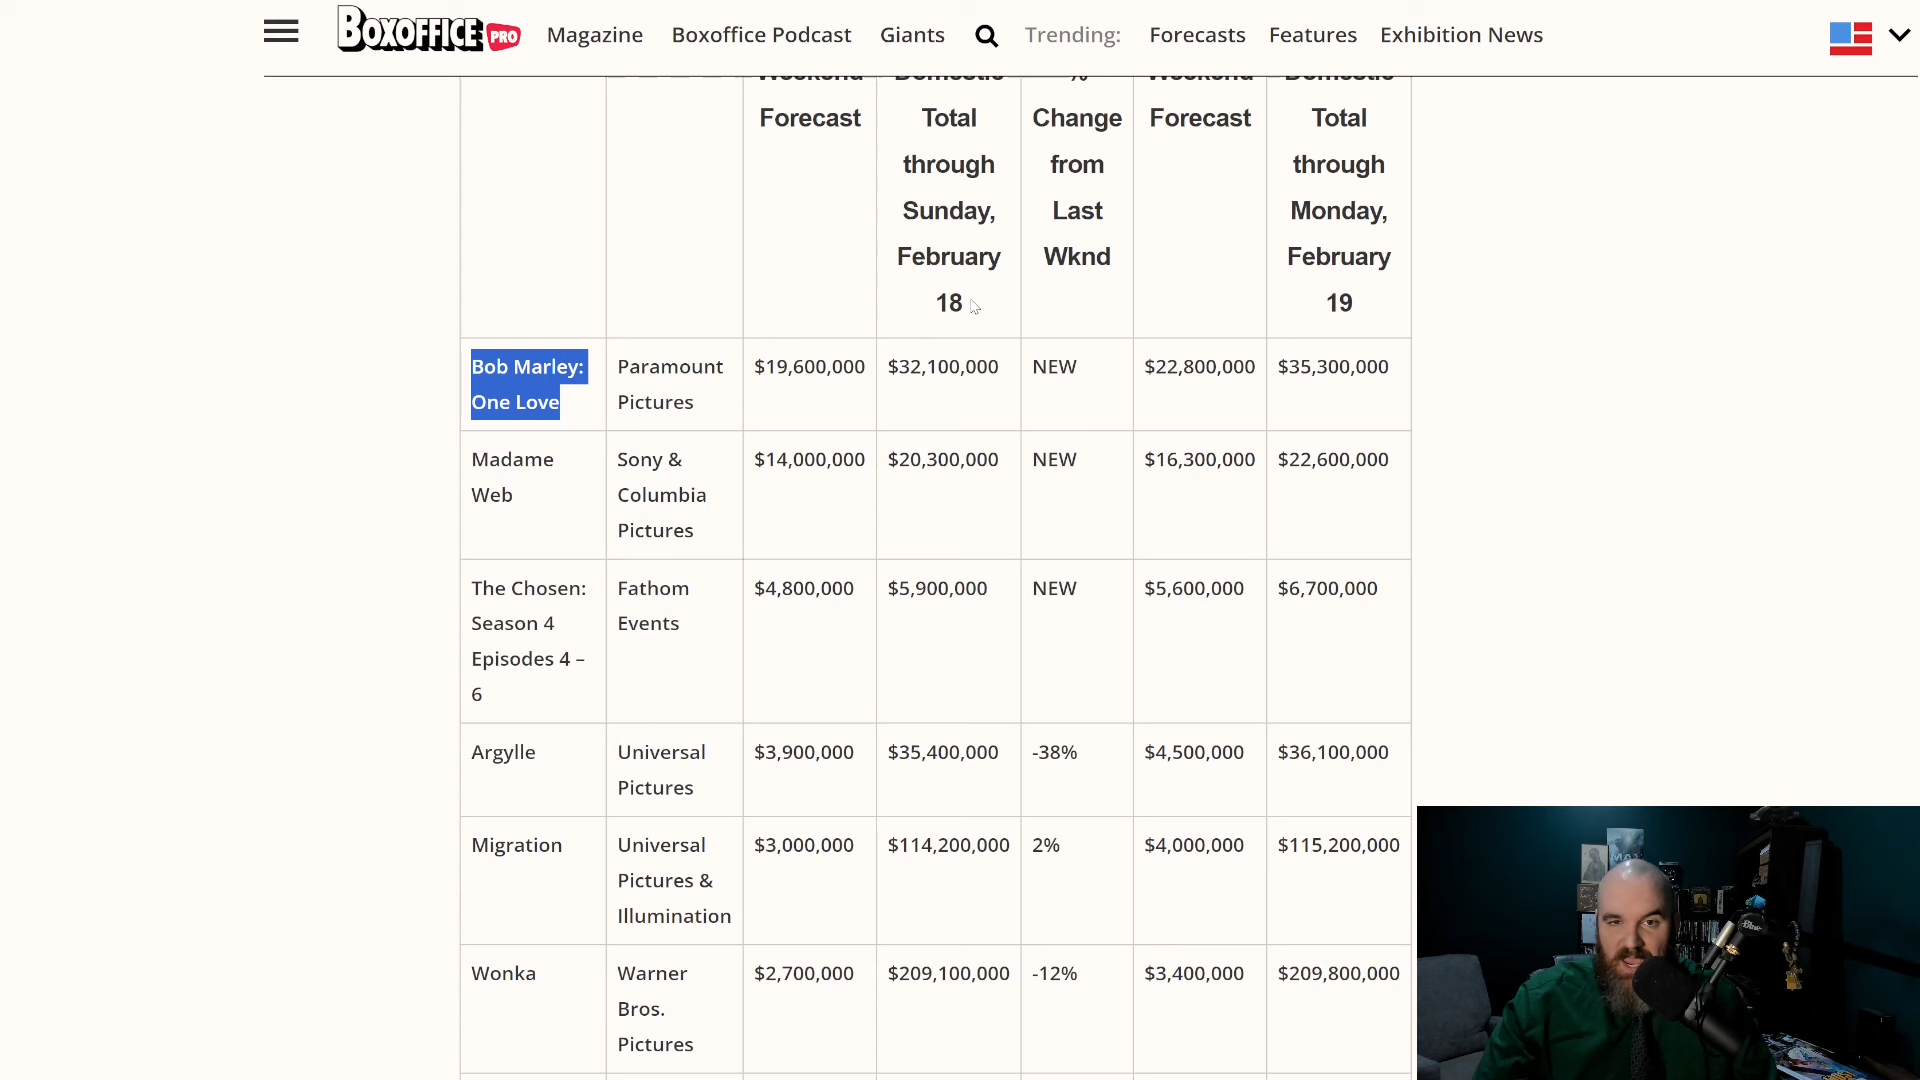 BOXOFFICE PRO
Magazine
Boxoffice Podcast
Giants
Trending:
Forecasts
Features
Exhibition News
Weekend
Forecast
Domestic
Total
through
Sunday,
February
18
%
Change
from
Last
Wknd
Weekend
Forecast
Domestic
Total
through
Monday,
February
19
Bob Marley:
One Love
Paramount
Pictures
$19,600,000
$32,100,000
NEW
$22,800,000
$35,300,000
Madame
Web
Sony &
Columbia
Pictures
$14,000,000
$20,300,000
NEW
$16,300,000
$22,600,000
The Chosen:
Season 4
Episodes 4 –
6
Fathom
Events
$4,800,000
$5,900,000
NEW
$5,600,000
$6,700,000
Argylle
Universal
Pictures
$3,900,000
$35,400,000
-38%
$4,500,000
$36,100,000
Migration
Universal
Pictures &
Illumination
$3,000,000
$114,200,000
2%
$4,000,000
$115,200,000
Wonka
Warner
Bros.
Pictures
$2,700,000
$209,100,000
-12%
$3,400,000
$209,800,000
Blue